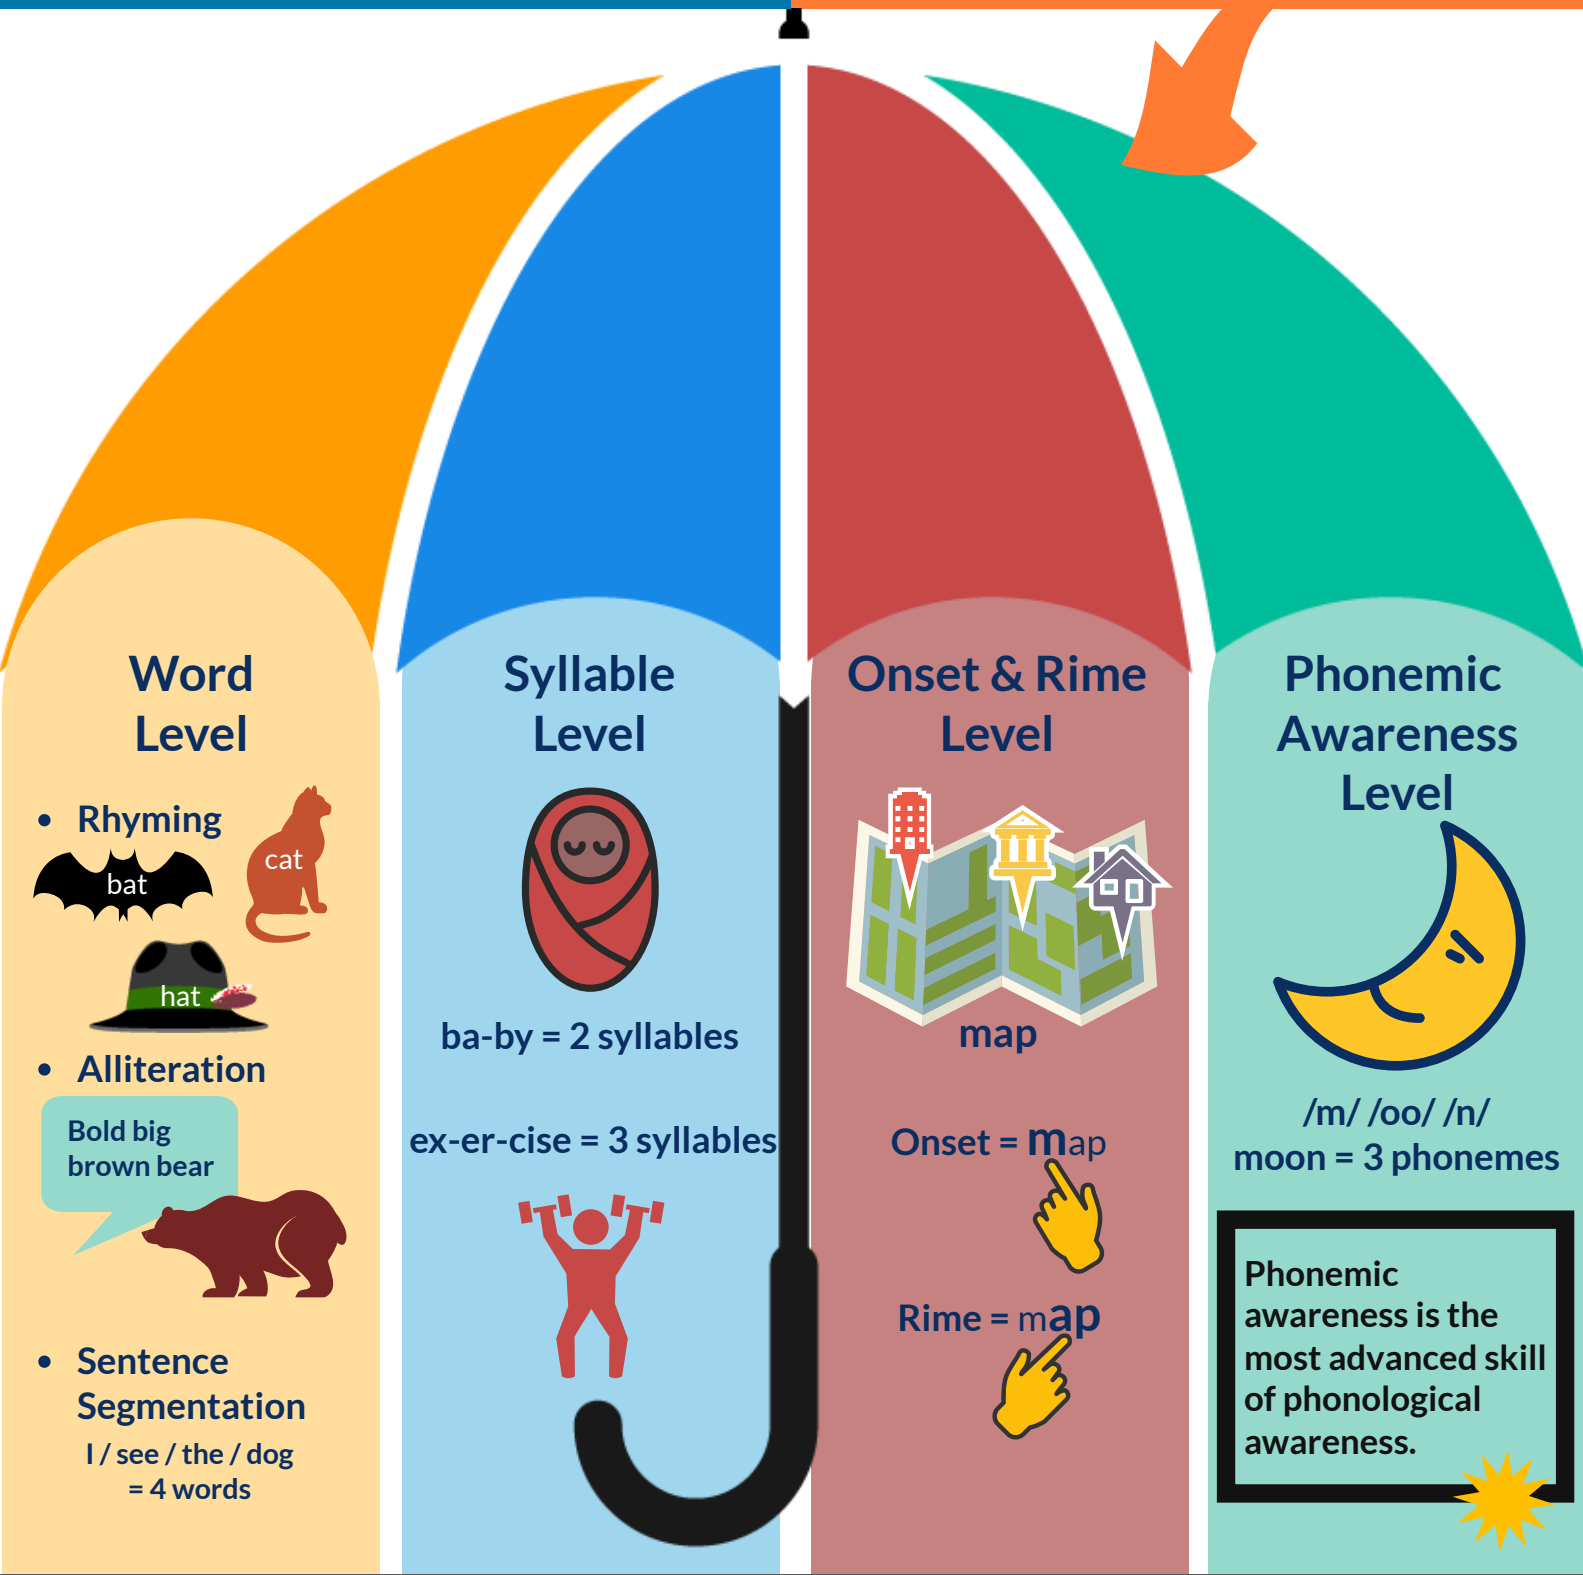 Word
Level
• Rhyming
cat
bat
hat
• Alliteration
Bold big
brown bear
• Sentence
Segmentation
I / see / the / dog
= 4 words
Syllable
Level
ba-by = 2 syllables
ex-er-cise = 3 syllables
Onset & Rime
Level
map
Onset = map
Rime = map
Phonemic
Awareness
Level
/m/ /oo/ /n/
moon = 3 phonemes
Phonemic
awareness is the
most advanced skill
of phonological
awareness.